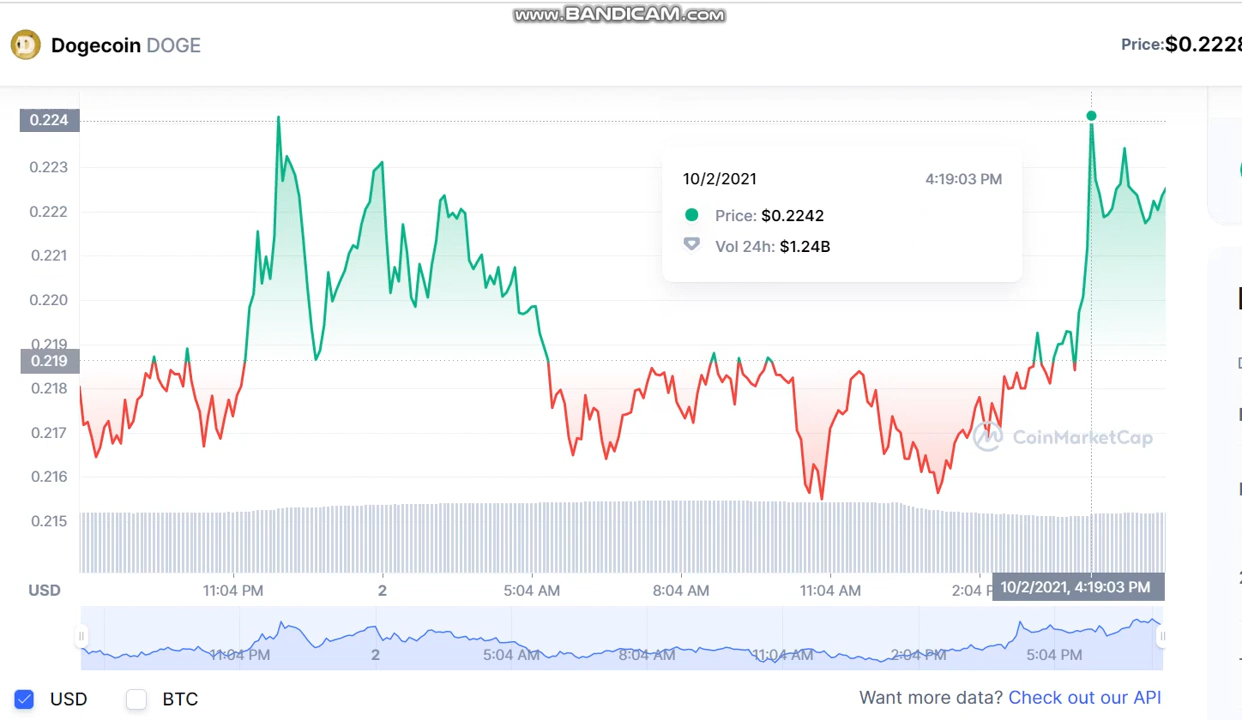 www.BANDICAM.com
Dogecoin DOGE
Price:$0.2228
0.224
0.223
0.222
0.221
0.220
0.219
0.219
0.218
0.217
0.216
0.215
10/2/2021 4:19:03 PM
Price: $0.2242
Vol 24h: $1.24B
CoinMarketCap
USD
11:04 PM 2 5:04 AM 8:04 AM 11:04 AM 2:04 P 10/2/2021, 4:19:03 PM
11:04 PM 2 5:04 AM 8:04 AM 11:04 AM 2:04 PM 5:04 PM
USD BTC
Want more data? Check out our API